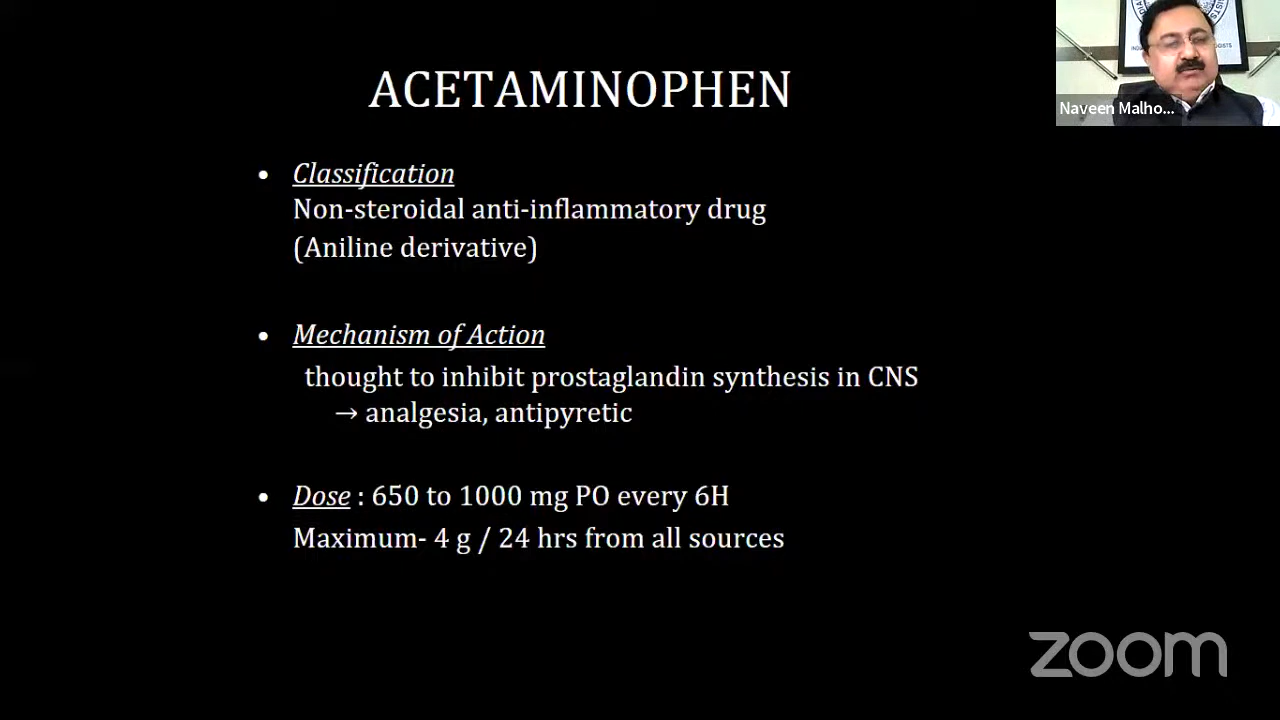 ACETAMINOPHEN
Naveen Malho...
• Classification
Non-steroidal anti-inflammatory drug
(Aniline derivative)
• Mechanism of Action
thought to inhibit prostaglandin synthesis in CNS
→ analgesia, antipyretic
• Dose : 650 to 1000 mg PO every 6H
Maximum- 4 g / 24 hrs from all sources
zoom